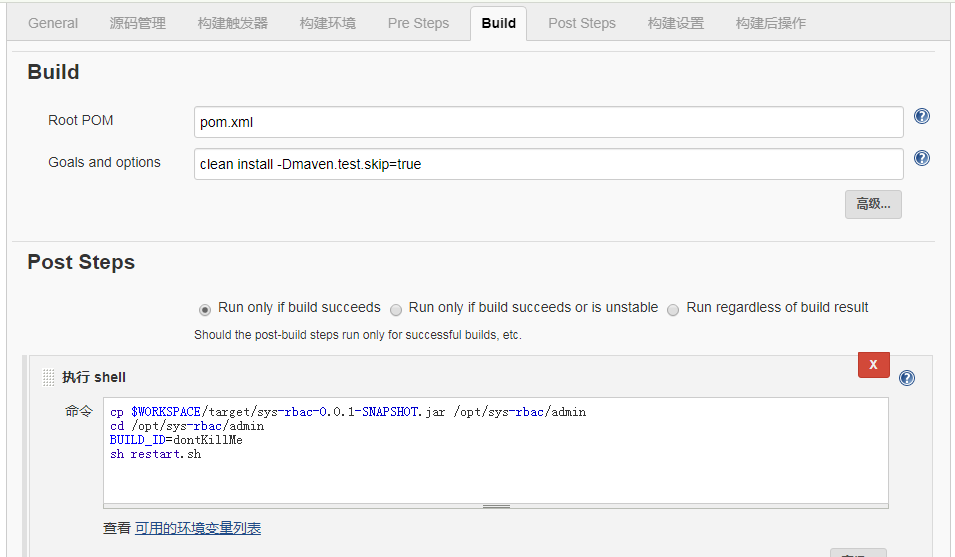 General 源码管理 构建触发器 构建环境 Pre Steps Build Post Steps 构建设置 构建后操作
Build
Root POM pom.xml
Goals and options clean install -Dmaven.test.skip=true
高级...
Post Steps
Run only if build succeeds Run only if build succeeds or is unstable Run regardless of build result
Should the post-build steps run only for successful builds, etc.
X
执行 shell
命令 cp $WORKSPACE/target/sys-rbac-0.0.1-SNAPSHOT.jar /opt/sys-rbac/admin
cd /opt/sys-rbac/admin
BUILD_ID=dontKillMe
sh restart.sh
查看 可用的环境变量列表